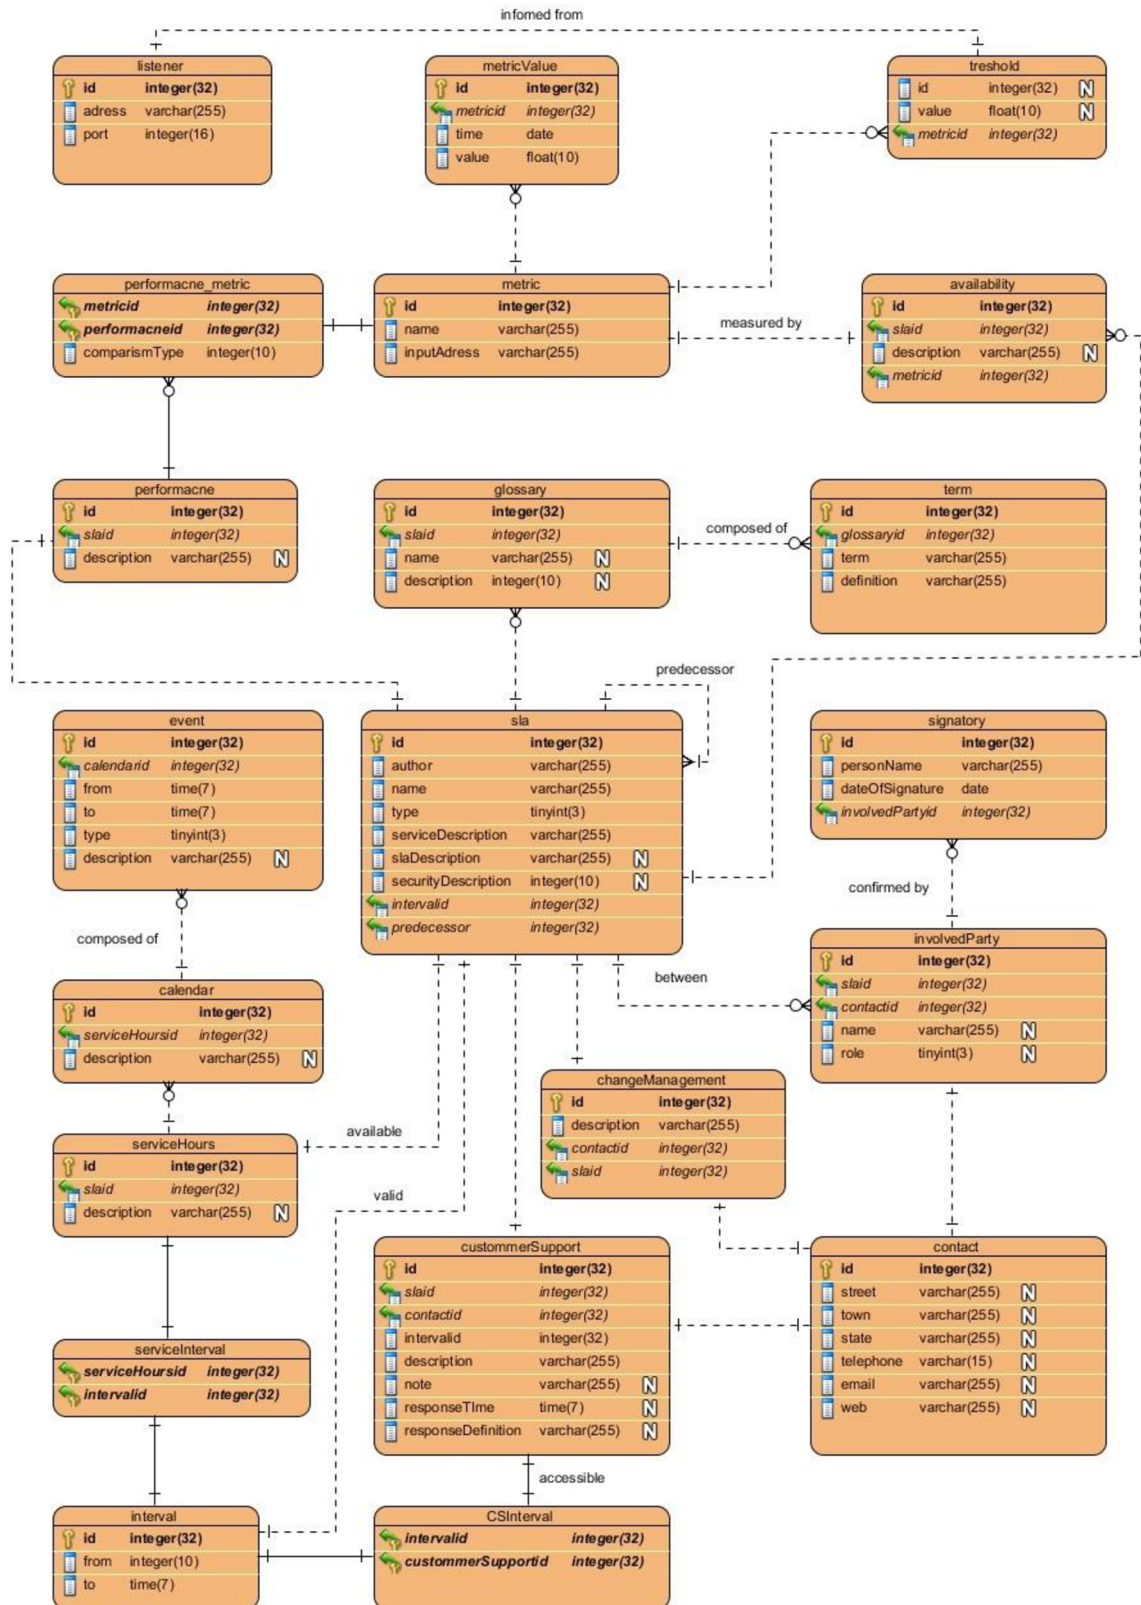 infomed from
listener
id integer(32)
adress varchar(255)
port integer(16)
metricValue
id integer(32)
metricid integer(32)
time date
value float(10)
treshold
id integer(32) N
value float(10) N
metricid integer(32)
performacne_metric
metricid integer(32)
performacneid integer(32)
comparismType integer(10)
metric
id integer(32)
name varchar(255)
inputAdress varchar(255)
measured by
availability
id integer(32)
slaid integer(32)
description varchar(255) N
metricid integer(32)
performacne
id integer(32)
slaid integer(32)
description varchar(255) N
glossary
id integer(32)
slaid integer(32)
name varchar(255) N
description integer(10) N
composed of
term
id integer(32)
glossaryid integer(32)
term varchar(255)
definition varchar(255)
predecessor
event
id integer(32)
calendarid integer(32)
from time(7)
to time(7)
type tinyint(3)
description varchar(255) N
sla
id integer(32)
author varchar(255)
name varchar(255)
type tinyint(3)
serviceDescription varchar(255)
slaDescription varchar(255) N
securityDescription integer(10) N
intervalid integer(32)
predecessor integer(32)
signatory
id integer(32)
personName varchar(255)
dateOfSignature date
involvedPartyid integer(32)
confirmed by
composed of
between
involvedParty
id integer(32)
slaid integer(32)
contactid integer(32)
name varchar(255) N
role tinyint(3) N
calendar
id integer(32)
serviceHoursid integer(32)
description varchar(255) N
changeManagement
id integer(32)
description varchar(255)
contactid integer(32)
slaid integer(32)
available
serviceHours
id integer(32)
slaid integer(32)
description varchar(255) N
valid
custommerSupport
id integer(32)
slaid integer(32)
contactid integer(32)
intervalid integer(32)
description varchar(255)
note varchar(255) N
responseTIme time(7) N
responseDefinition varchar(255) N
contact
id integer(32)
street varchar(255) N
town varchar(255) N
state varchar(255) N
telephone varchar(15) N
email varchar(255) N
web varchar(255) N
serviceInterval
serviceHoursid integer(32)
intervalid integer(32)
accessible
interval
id integer(32)
from integer(10)
to time(7)
CSInterval
intervalid integer(32)
custommerSupportid integer(32)